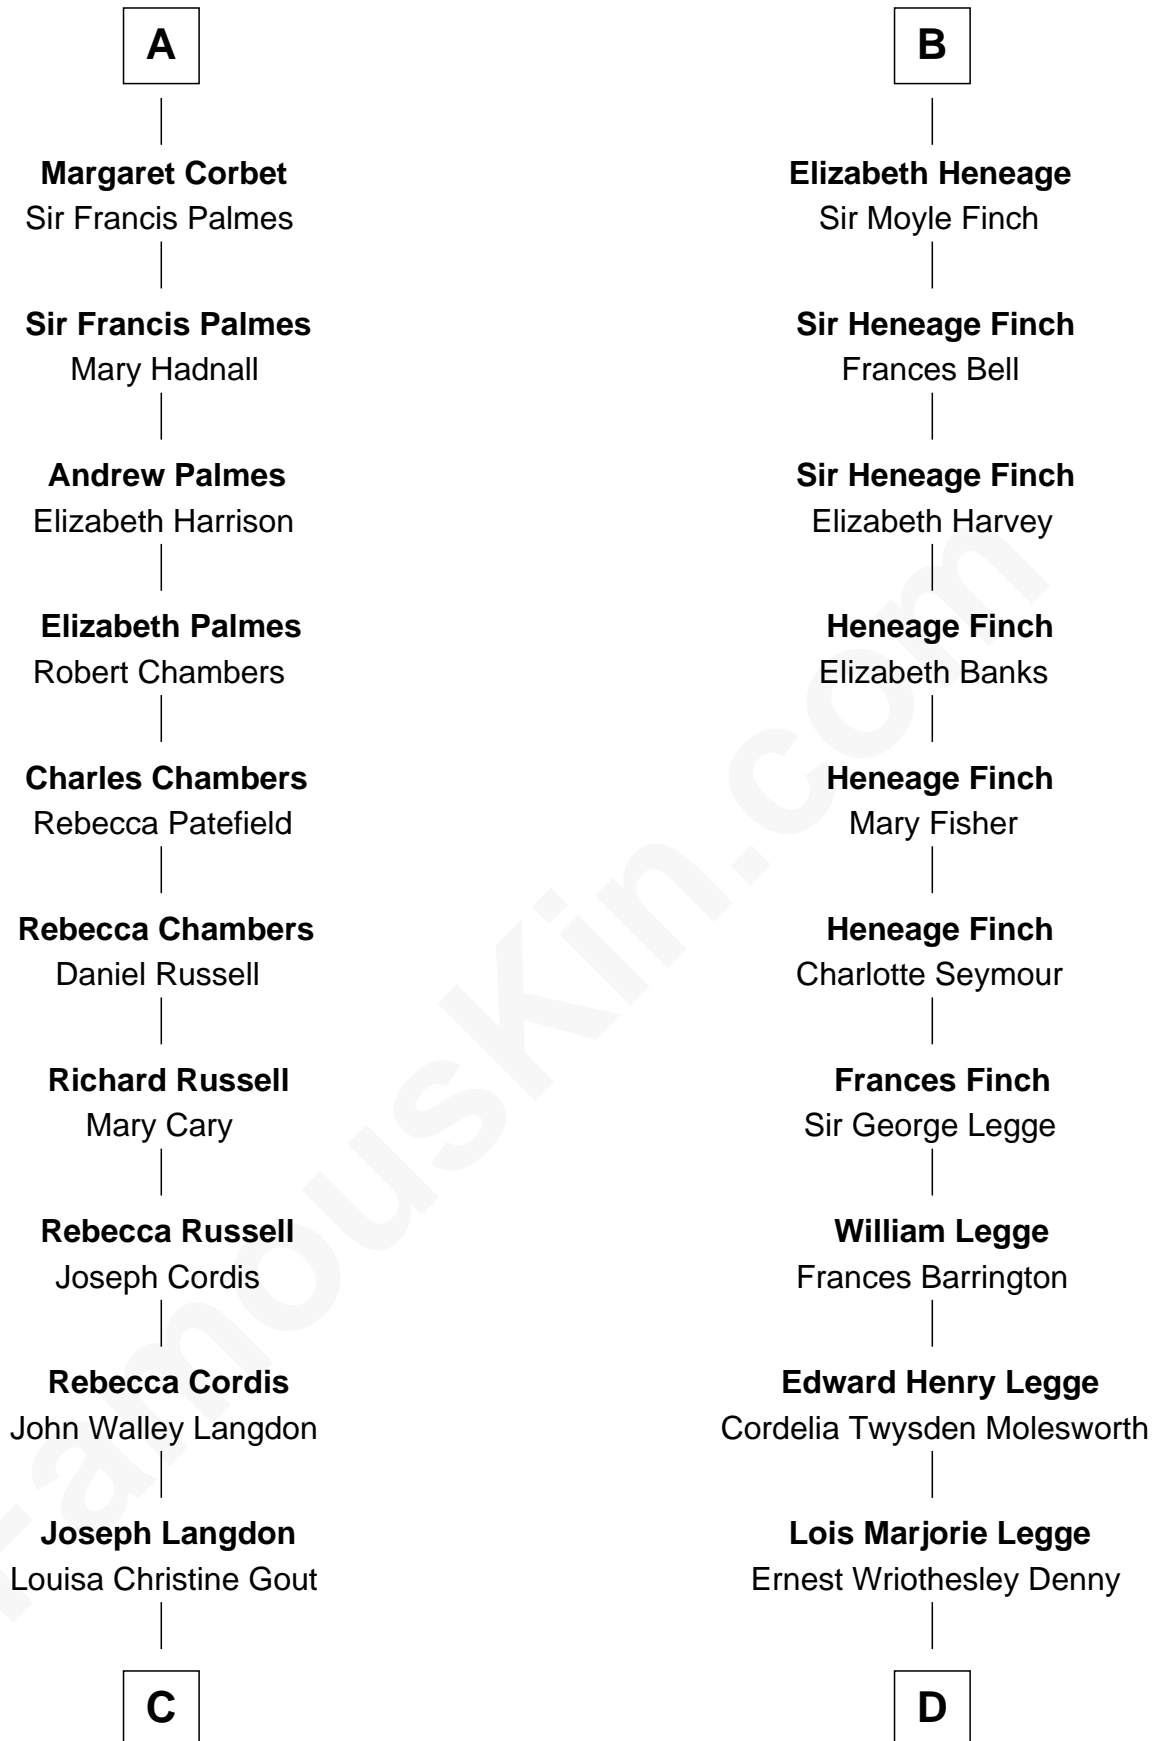 A
Margaret Corbet
Sir Francis Palmes
Sir Francis Palmes
Mary Hadnall
Andrew Palmes
Elizabeth Harrison
Elizabeth Palmes
Robert Chambers
Charles Chambers
Rebecca Patefield
Rebecca Chambers
Daniel Russell
Richard Russell
Mary Cary
Rebecca Russell
Joseph Cordis
Rebecca Cordis
John Walley Langdon
Joseph Langdon
Louisa Christine Gout
C
B
Elizabeth Heneage
Sir Moyle Finch
Sir Heneage Finch
Frances Bell
Sir Heneage Finch
Elizabeth Harvey
Heneage Finch
Elizabeth Banks
Heneage Finch
Mary Fisher
Heneage Finch
Charlotte Seymour
Frances Finch
Sir George Legge
William Legge
Frances Barrington
Edward Henry Legge
Cordelia Twysden Molesworth
Lois Marjorie Legge
Ernest Wriothesley Denny
D
FamousKin.com